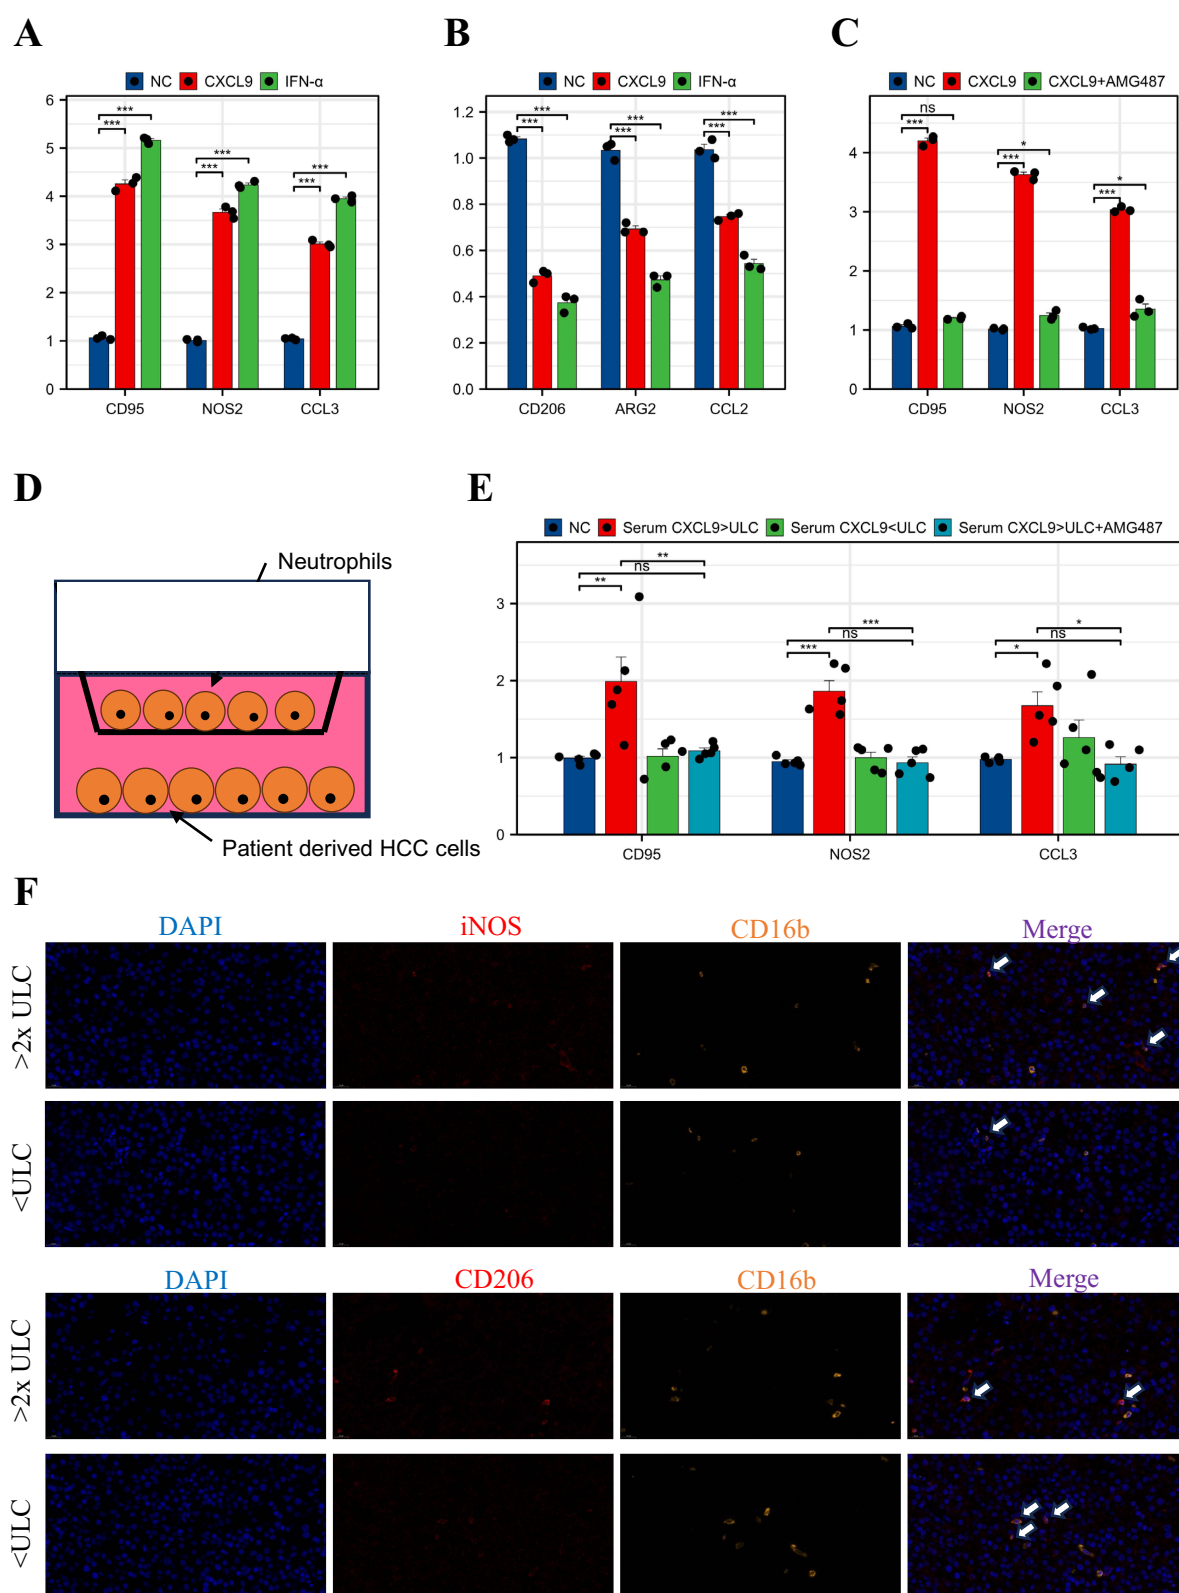 A
NC CXCL9 IFN-α
6
5
4
3
2
1
0
*** *** *** *** *** ***
CD95 NOS2 CCL3
B
NC CXCL9 IFN-α
1.2
1.0
0.8
0.6
0.4
0.2
0.0
*** *** *** *** *** ***
CD206 ARG2 CCL2
C
NC CXCL9 CXCL9+AMG487
4
3
2
1
0
ns *** * *** * ***
CD95 NOS2 CCL3
D
Neutrophils
Patient derived HCC cells
E
NC Serum CXCL9>ULC Serum CXCL9<ULC Serum CXCL9>ULC+AMG487
3
2
1
0
** ns ** *** ns *** * ns *
CD95 NOS2 CCL3
F
DAPI iNOS CD16b Merge
>2x ULC
<ULC
DAPI CD206 CD16b Merge
>2x ULC
<ULC